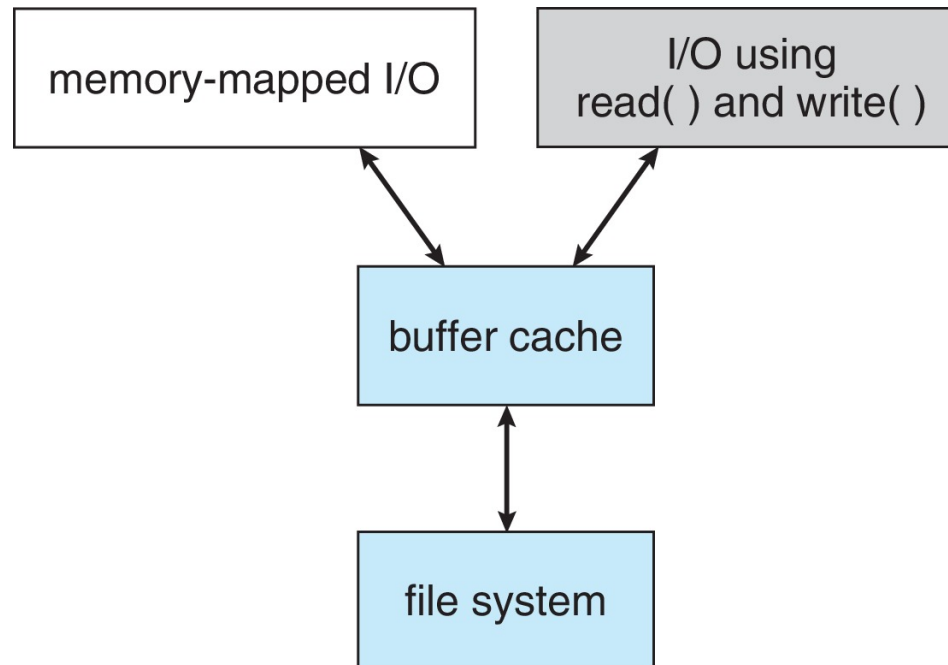 memory-mapped I/O
I/O using
read( ) and write( )
buffer cache
file system